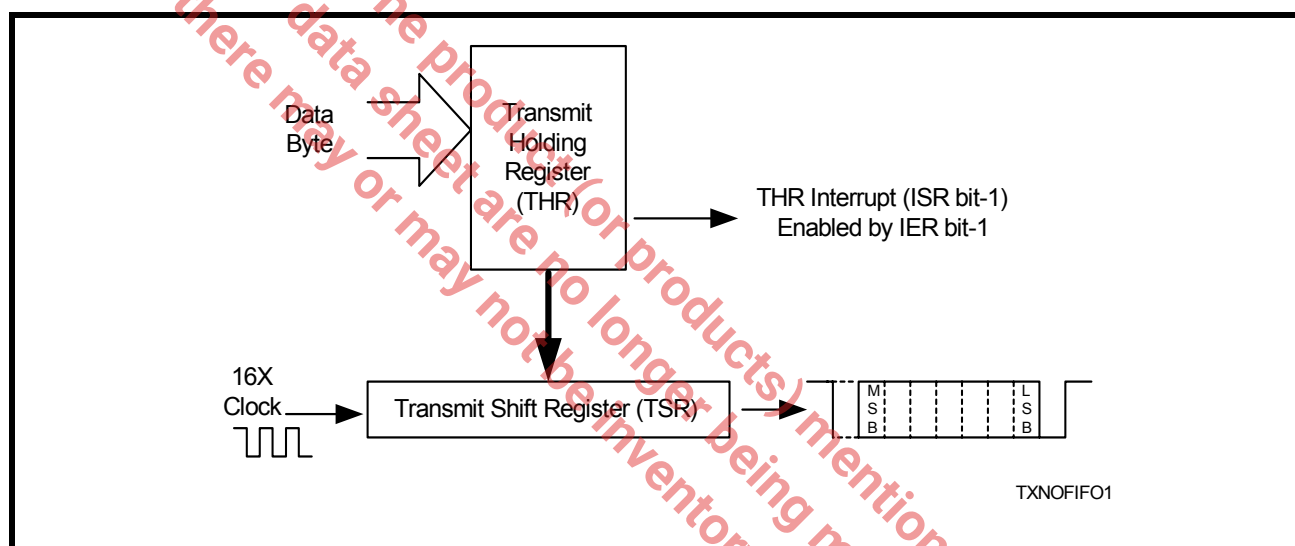 Data
Byte
Transmit
Holding
Register
(THR)
THR Interrupt (ISR bit-1)
Enabled by IER bit-1
16X
Clock
Transmit Shift Register (TSR)
M
S
B
L
S
B
TXNOFIFO1
he product (or products) mention
data sheet are no longer being m
there may or may not be inventor